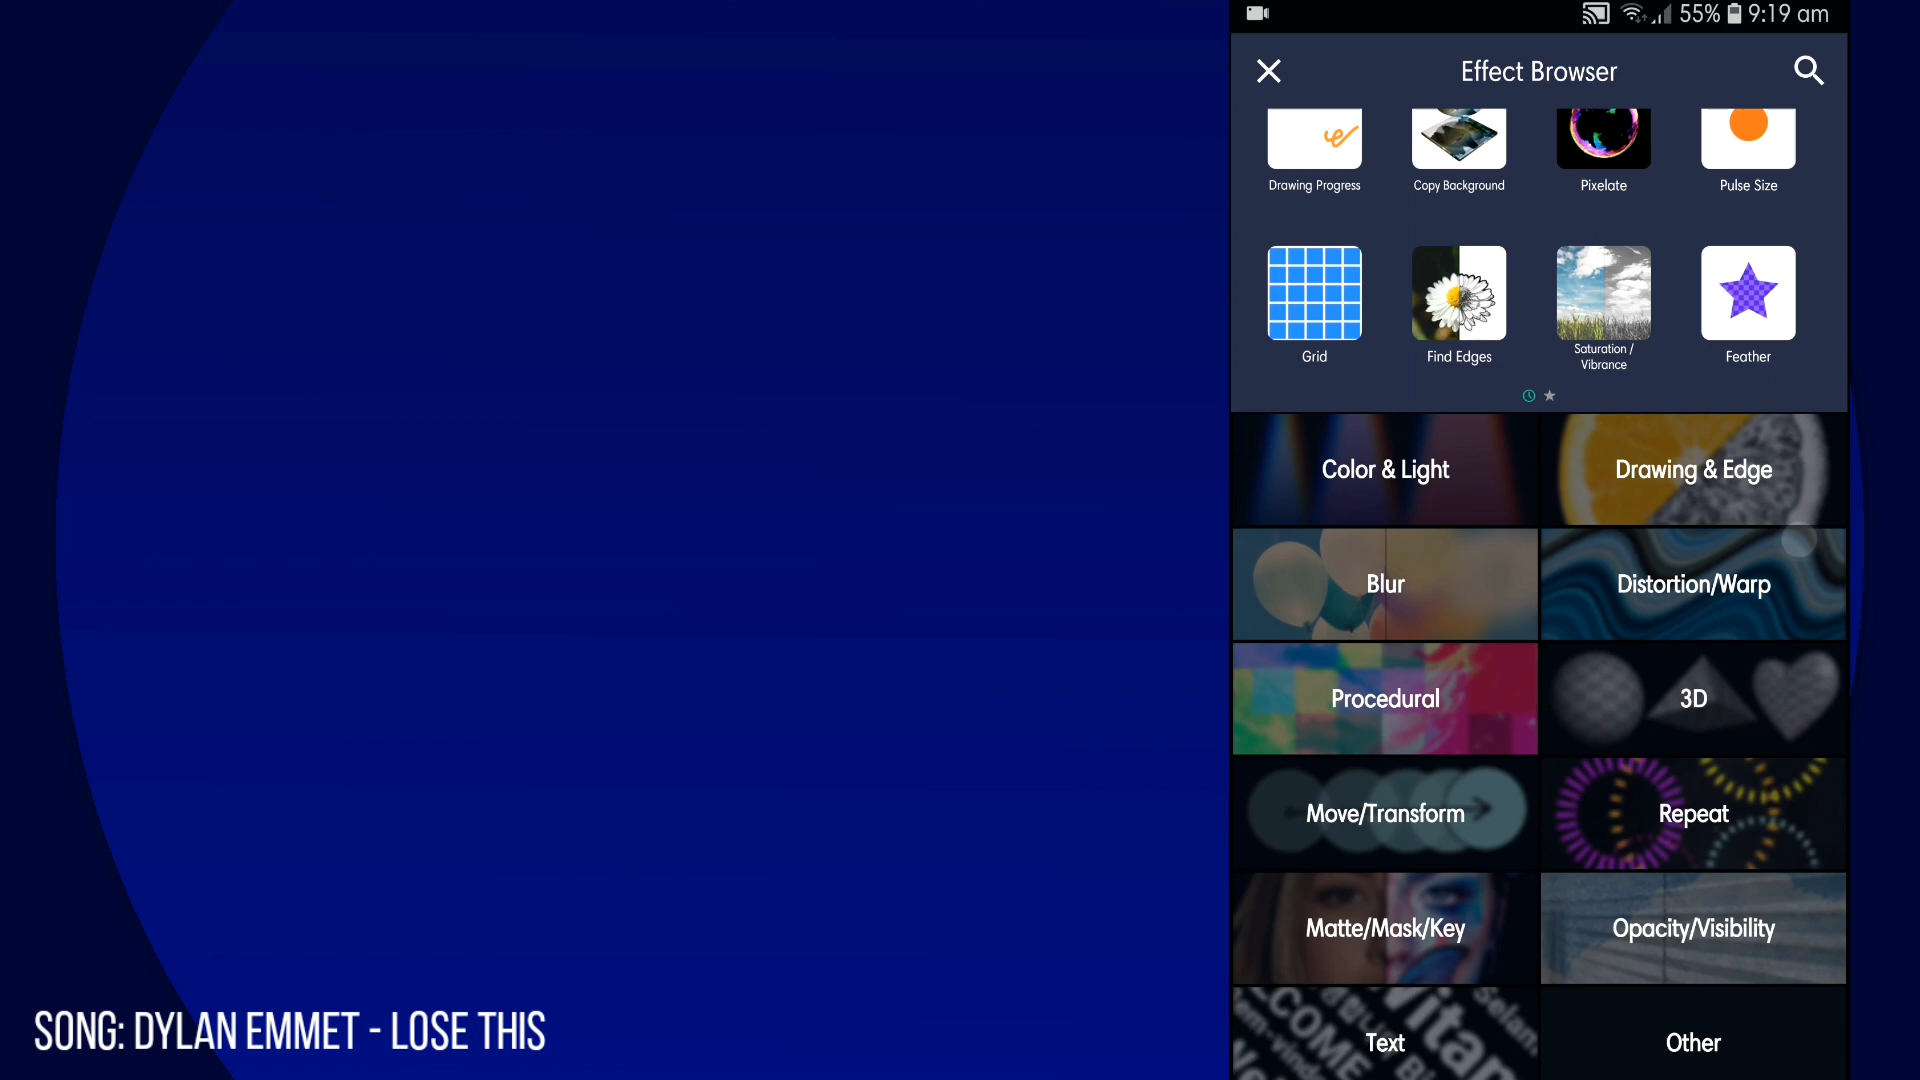 55% 9:19 am
Effect Browser
Drawing Progress
Copy Background
Pixelate
Pulse Size
Grid
Find Edges
Saturation /
Vibrance
Feather
Color & Light
Drawing & Edge
Blur
Distortion/Warp
Procedural
3D
Move/Transform
Repeat
Matte/Mask/Key
Opacity/Visibility
Text
Other
SONG: DYLAN EMMET - LOSE THIS